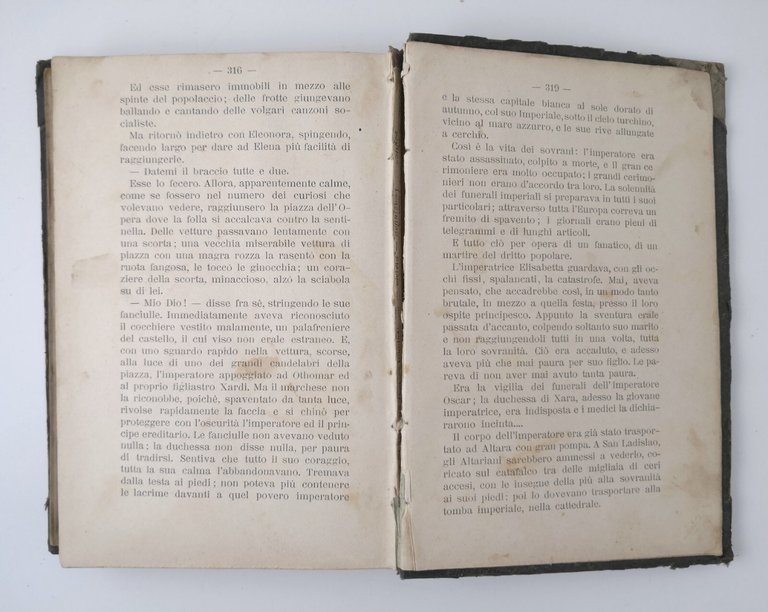 — 316 —
Ed esse rimasero immobili in mezzo alle
spinte del popolaccio; delle frotte giungevano
ballando e cantando delle volgari canzoni so-
cialiste.
Ma ritornò indietro con Eleonora, spingendo,
facendo largo per dare ad Elena più facilità di
raggiungerle.
— Datemi il braccio tutte e due.
Esse lo fecero. Allora, apparentemente calme,
come se fossero nel numero dei curiosi che
volevano vedere, raggiunsero la piazza dell'O-
pera dove la folla si accalcava contro la senti-
nella. Delle vetture passavano lentamente con
una scorta; una vecchia miserabile vettura di
piazza con una magra rozza la rasentò con la
ruota fangosa, le toccò le ginocchia; un co-
raziere della scorta, minaccioso, alzò la sciabola
su di lei.
— Mio Dio! — disse fra sè, stringendo le sue
fanciulle. Immediatamente aveva riconosciuto
il cocchiere vestito malamente, un palafreniere
del castello, il cui viso non erale estraneo. E,
con uno sguardo rapido nella vettura, scorse,
alla luce di uno dei grandi candelabri della
piazza, l'imperatore appoggiato ad Othomar ed
al proprio figliastro Xardi. Ma il marchese non
la riconobbe, poichè, spaventato da tanta luce,
rivolse rapidamente la faccia e si chinò per
proteggere con l'oscurità l'imperatore ed il prin-
cipe ereditario. Le fanciulle non avevano veduto
nulla; la duchessa non disse nulla, per paura
di tradirsi. Sentiva che tutto il suo coraggio,
tutta la sua calma l'abbandonavano. Tremava
dalla testa ai piedi; non poteva più contenere
le lacrime davanti a quel povero imperatore
— 319 —
e la stessa capitale bianca al sole dorato di
autunno, col suo Imperiale, sotto il cielo turchino,
vicino al mare azzurro, e le sue rive allungate
a cerchio.
Così è la vita dei sovrani: l'imperatore era
stato assassinato, colpito a morte, e il gran ce
rimoniere era molto occupato; i grandi cerimo-
nieri non erano d'accordo tra loro. La solennità
dei funerali imperiali si preparava in tutti i suoi
particolari; attraverso tutta l'Europa correva un
fremito di spavento; i giornali erano pieni di
telegrammi e di lunghi articoli.
E tutto ciò per opera di un fanatico, di un
martire del dritto popolare.
L'imperatrice Elisabetta guardava, con gli oc-
chi fissi, spalancati, la catastrofe. Mai, aveva
pensato, che accadrebbe così, in un modo tanto
brutale, in mezzo a quella festa, presso il loro
ospite principesco. Appunto la sventura erale
passata d'accanto, colpendo soltanto suo marito
e non raggiungendoli tutti in una volta, tutta
la loro sovranità. Ciò era accaduto, e adesso
aveva più che mai paura per suo figlio. Le pa-
reva di non aver mai avuto tanta paura.
Era la vigilia dei funerali dell'imperatore
Oscar; la duchessa di Xara, adesso la giovane
imperatrice, era indisposta e i medici la dichia-
rarono incinta....
Il corpo dell'imperatore era già stato traspor-
tato ad Altara con gran pompa. A San Ladislao,
gli Altariani sarebbero ammessi a vederlo, co-
ricato sul catafalco tra delle migliaia di ceri
accesi, con le insegne della più alta sovranità
ai suoi piedi: poi lo dovevano trasportare alla
tomba imperiale, nella cattedrale.